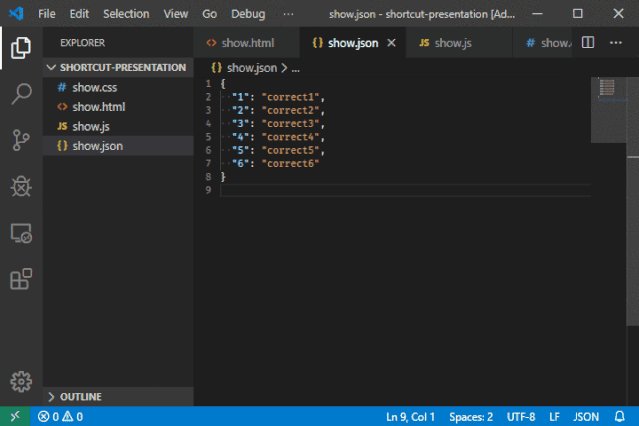 File Edit Selection View Go Debug ··· show.json - shortcut-presentation [Ad...
EXPLORER
SHORTCUT-PRESENTATION
# show.css
<> show.html
JS show.js
{} show.json
OUTLINE
<> show.html {} show.json × JS show.js # show. ···
{} show.json > ...
1 {
2 "1": "correct1",
3 "2": "correct2",
4 "3": "correct3",
5 "4": "correct4",
6 "5": "correct5",
7 "6": "correct6"
8 }
9
0 0 Ln 9, Col 1 Spaces: 2 UTF-8 LF JSON